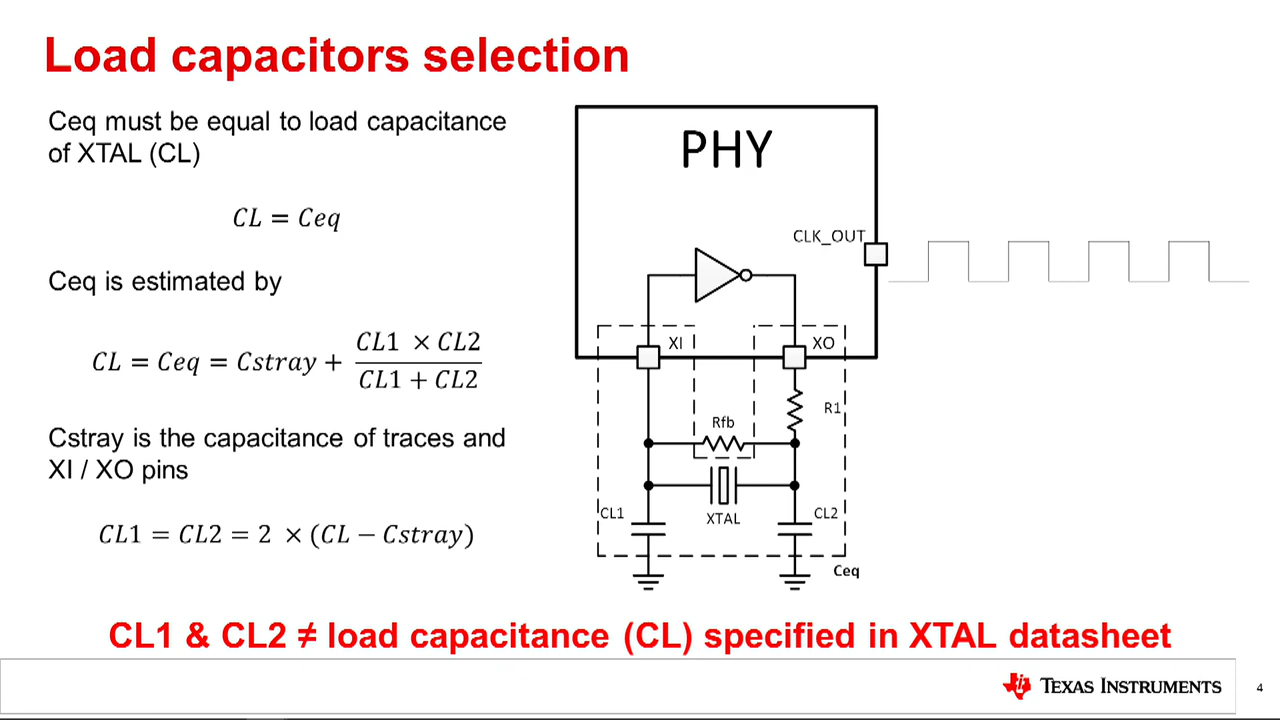 Load capacitors selection
Ceq must be equal to load capacitance
of XTAL (CL)
CL = Ceq
Ceq is estimated by
CL = Ceq = Cstray + CL1 × CL2 / CL1 + CL2
Cstray is the capacitance of traces and
XI / XO pins
CL1 = CL2 = 2 × (CL − Cstray)
PHY
CLK_OUT
XI
XO
R1
Rfb
CL1
XTAL
CL2
Ceq
CL1 & CL2 ≠ load capacitance (CL) specified in XTAL datasheet
TEXAS INSTRUMENTS
4